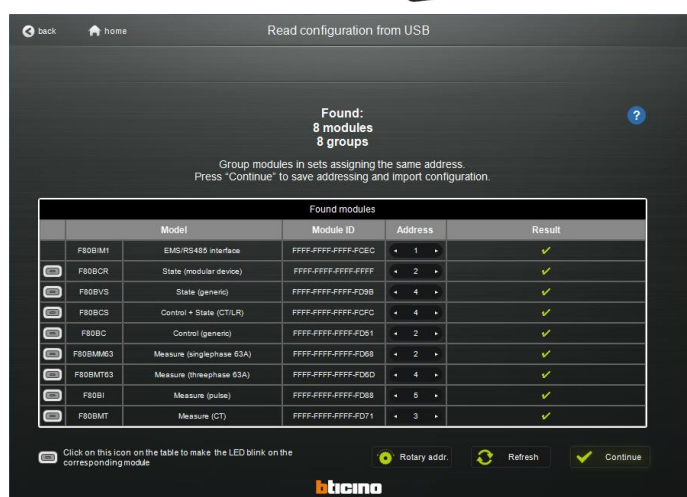 back home Read configuration from USB
Found:
8 modules
8 groups
?
Group modules in sets assigning the same address.
Press "Continue" to save addressing and import configuration.
Found modules
Model Module ID Address Result
F80BIM1 EMS/RS485 interface FFFF-FFFF-FFFF-FCEC 1
F80BCR State (modular device) FFFF-FFFF-FFFF-FFFF 2
F80BVS State (generic) FFFF-FFFF-FFFF-FD9B 4
F80BCS Control + State (CT/LR) FFFF-FFFF-FFFF-FCFC 4
F80BC Control (generic) FFFF-FFFF-FFFF-FD51 2
F80BMM63 Measure (singlephase 63A) FFFF-FFFF-FFFF-FD68 2
F80BMT63 Measure (threephase 63A) FFFF-FFFF-FFFF-FD6D 4
F80BI Measure (pulse) FFFF-FFFF-FFFF-FD88 5
F80BMT Measure (CT) FFFF-FFFF-FFFF-FD71 3
Click on this icon on the table to make the LED blink on the
corresponding module
Rotary addr. Refresh Continue
bticino